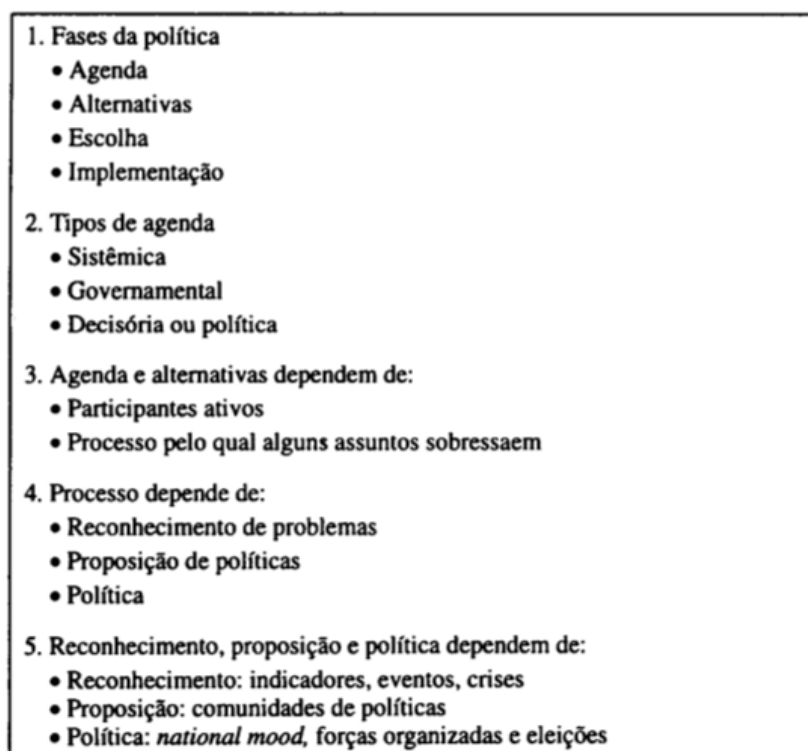 1. Fases da política
• Agenda
• Alternativas
• Escolha
• Implementação
2. Tipos de agenda
• Sistêmica
• Governamental
• Decisória ou política
3. Agenda e alternativas dependem de:
• Participantes ativos
• Processo pelo qual alguns assuntos sobressaem
4. Processo depende de:
• Reconhecimento de problemas
• Proposição de políticas
• Política
5. Reconhecimento, proposição e política dependem de:
• Reconhecimento: indicadores, eventos, crises
• Proposição: comunidades de políticas
• Política: national mood, forças organizadas e eleições